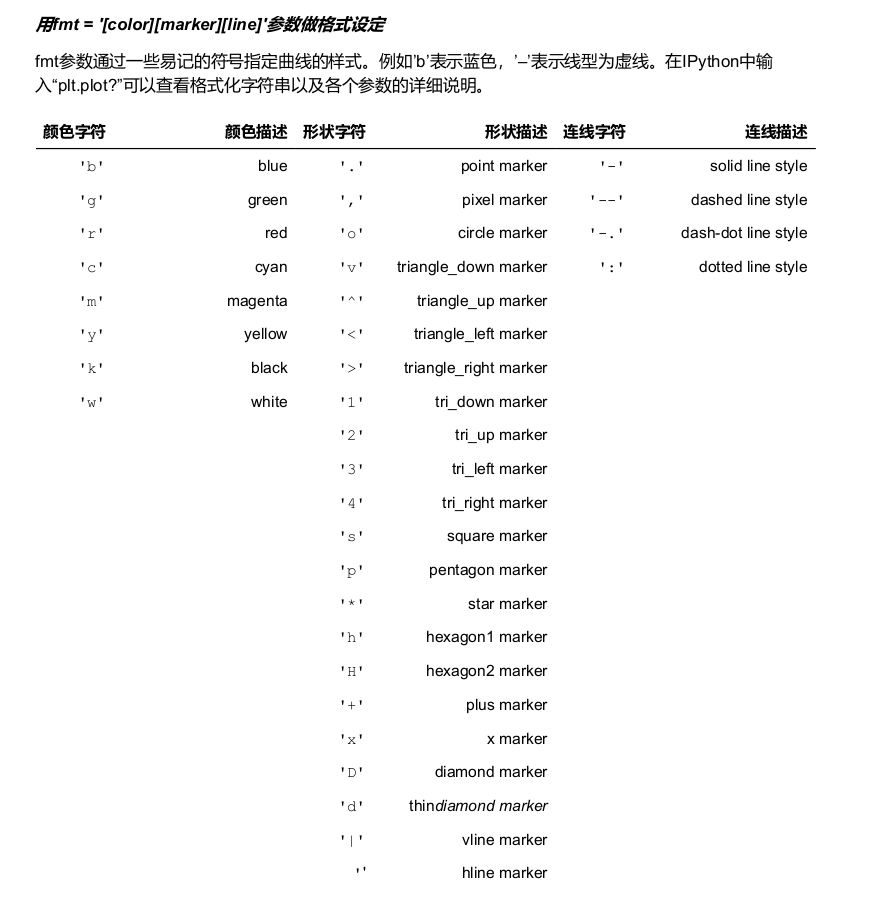 用fmt = '[color][marker][line]'参数做格式设定
fmt参数通过一些易记的符号指定曲线的样式。例如’b’表示蓝色，’–’表示线型为虚线。在IPython中输
入“plt.plot?”可以查看格式化字符串以及各个参数的详细说明。
颜色字符 颜色描述 形状字符 形状描述 连线字符 连线描述
'b' blue '.' point marker '-' solid line style
'g' green ',' pixel marker '--' dashed line style
'r' red 'o' circle marker '-.' dash-dot line style
'c' cyan 'v' triangle_down marker ':' dotted line style
'm' magenta '^' triangle_up marker
'y' yellow '<' triangle_left marker
'k' black '>' triangle_right marker
'w' white '1' tri_down marker
'2' tri_up marker
'3' tri_left marker
'4' tri_right marker
's' square marker
'p' pentagon marker
'*' star marker
'h' hexagon1 marker
'H' hexagon2 marker
'+' plus marker
'x' x marker
'D' diamond marker
'd' thindiamond marker
'|' vline marker
'' hline marker